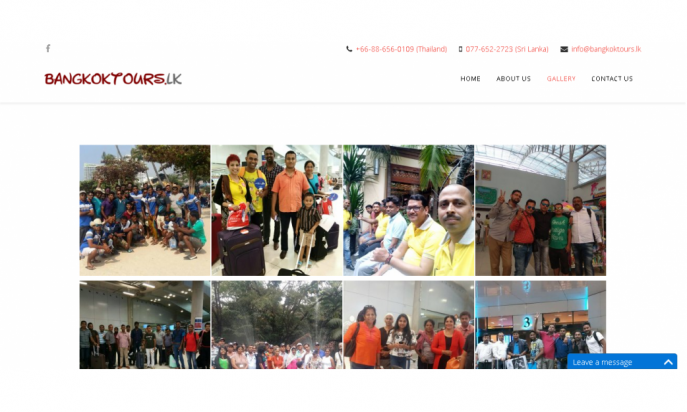 +66-88-656-0109 (Thailand) 077-652-2723 (Sri Lanka) info@bangkoktours.lk
BANGKOKTOURS.LK
HOME ABOUT US GALLERY CONTACT US
3
Leave a message